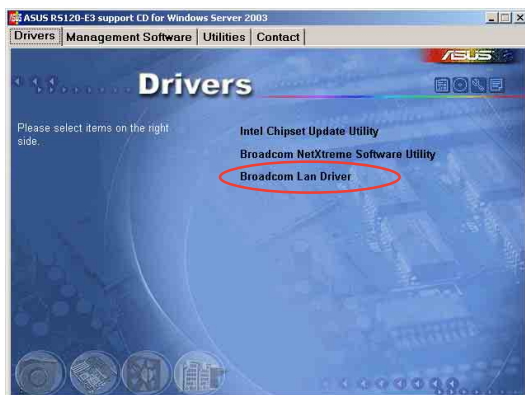 ASUS RS120-E3 support CD for Windows Server 2003
Drivers Management Software Utilities Contact
ASUS
Drivers
Please select items on the right
side.
Intel Chipset Update Utility
Broadcom NetXtreme Software Utility
Broadcom Lan Driver